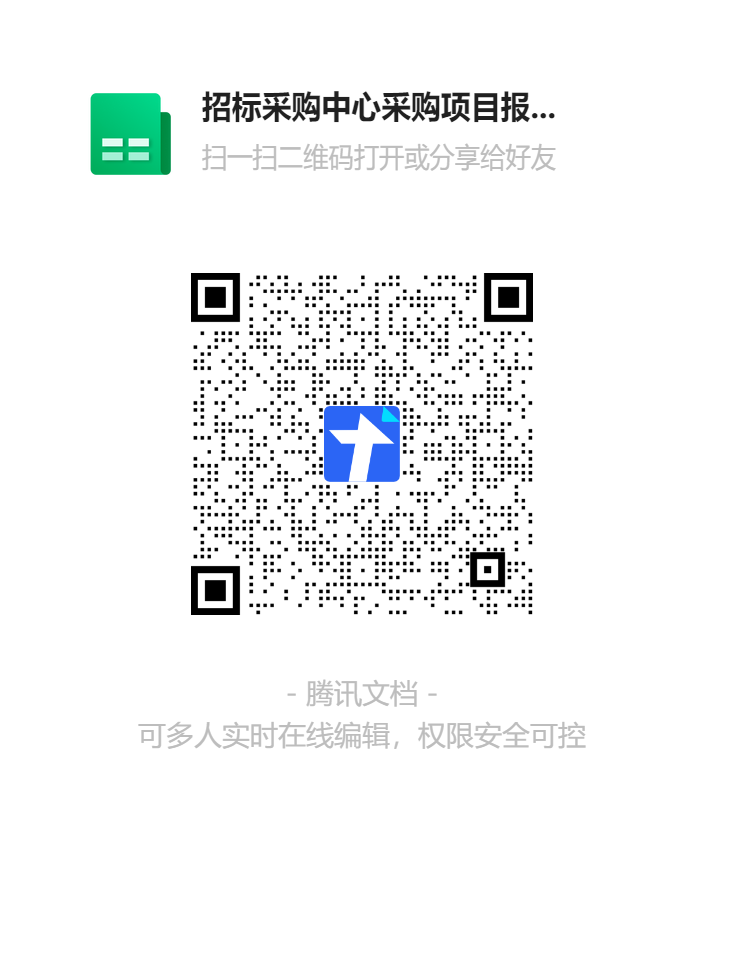 招标采购中心采购项目报...
扫一扫二维码打开或分享给好友
- 腾讯文档 -
可多人实时在线编辑，权限安全可控